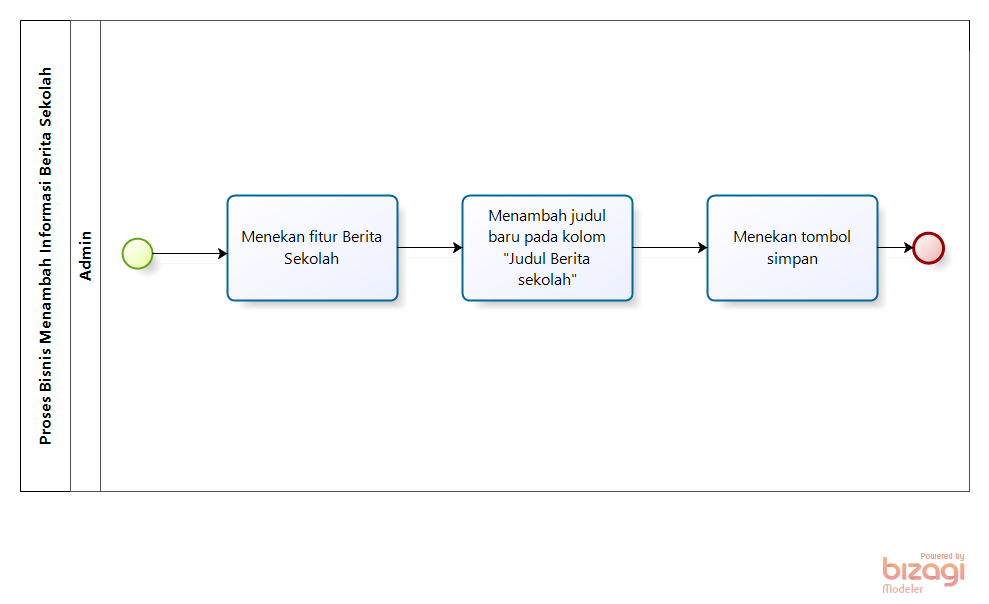 Proses Bisnis Menambah Informasi Berita Sekolah
Admin
Menekan fitur Berita
Sekolah
Menambah judul
baru pada kolom
"Judul Berita
sekolah"
Menekan tombol
simpan
Powered by
bizagi
Modeler